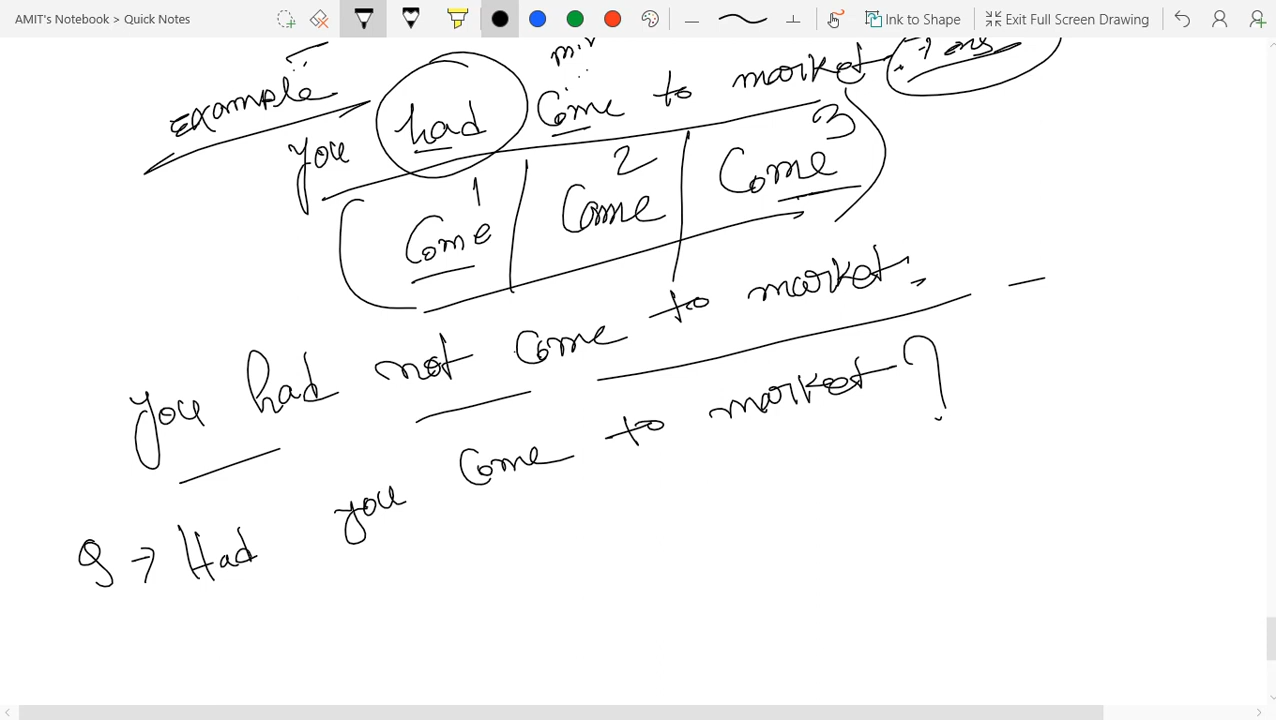 AMIT's Notebook > Quick Notes
Ink to Shape
Exit Full Screen Drawing
example
you had come to market.
Come 1 Came 2 Come 3
you had not come to market.
Q → Had you come to market?